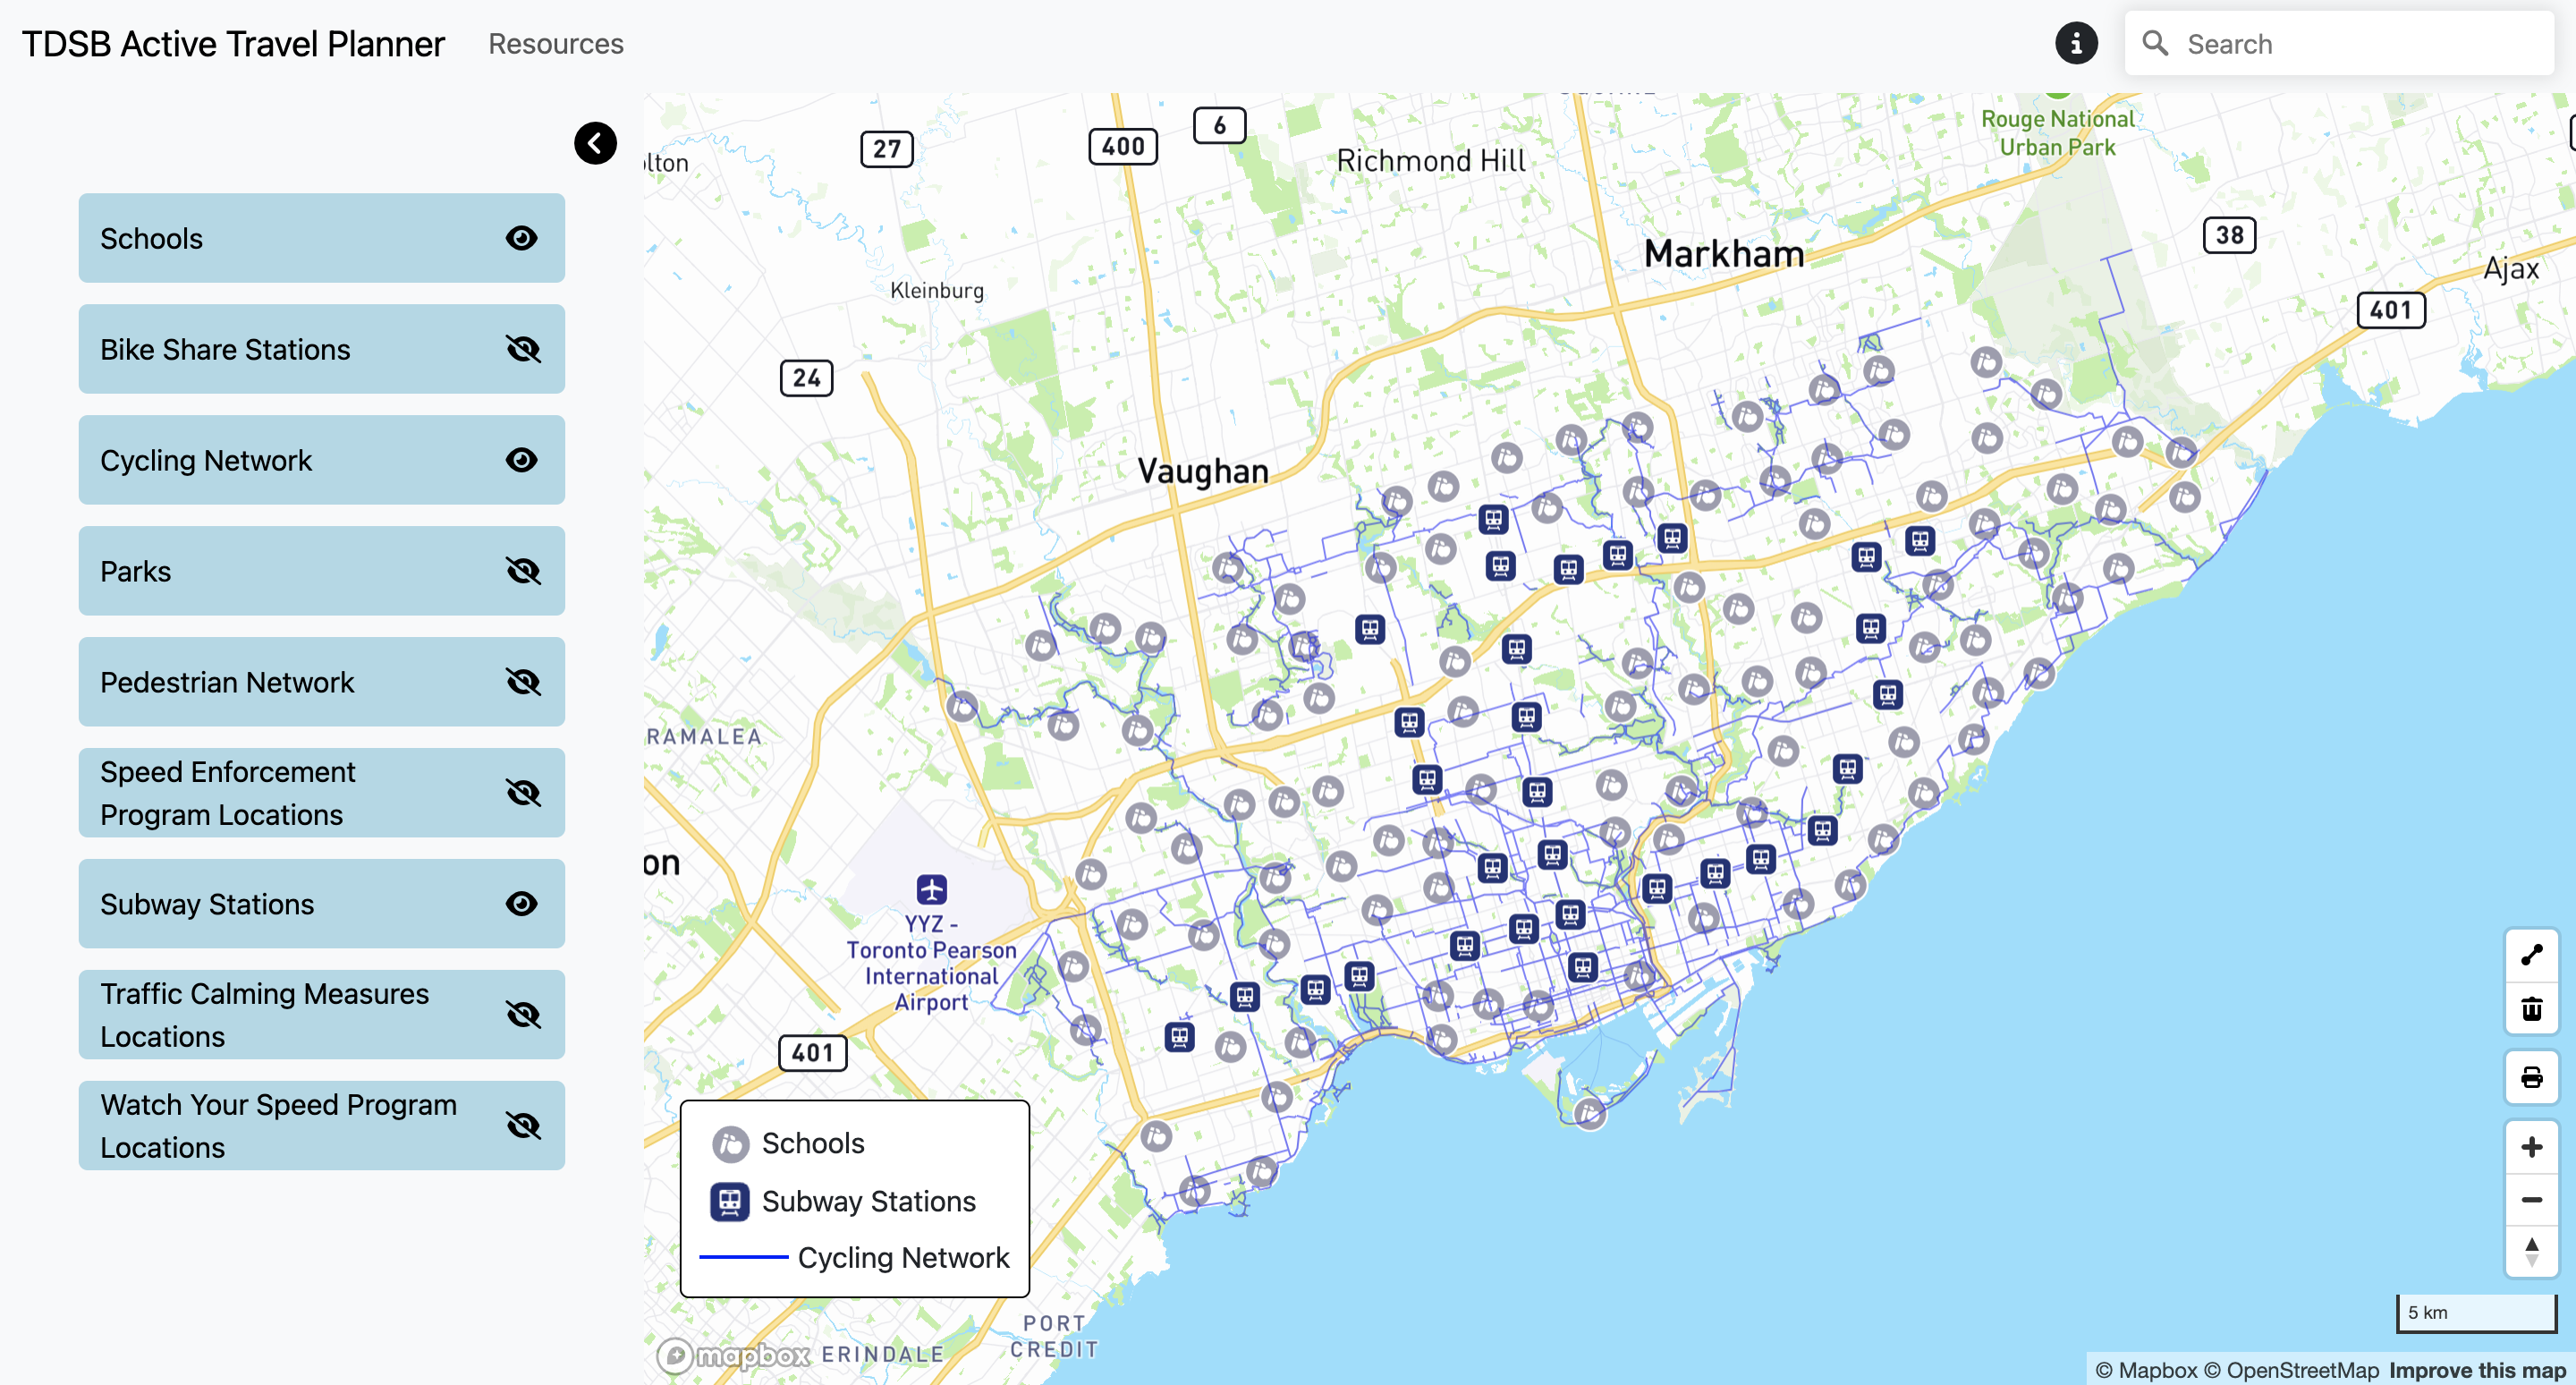 TDSB Active Travel Planner
Resources
Search
Schools
Bike Share Stations
Cycling Network
Parks
Pedestrian Network
Speed Enforcement
Program Locations
Subway Stations
Traffic Calming Measures
Locations
Watch Your Speed Program
Locations
27
400
6
Richmond Hill
Rouge National
Urban Park
Markham
38
Ajax
401
Kleinburg
24
Vaughan
RAMALEA
on
lton
YYZ -
Toronto Pearson
International
Airport
401
Schools
Subway Stations
Cycling Network
PORT
CREDIT
ERINDALE
mapbox
5 km
© Mapbox © OpenStreetMap Improve this map